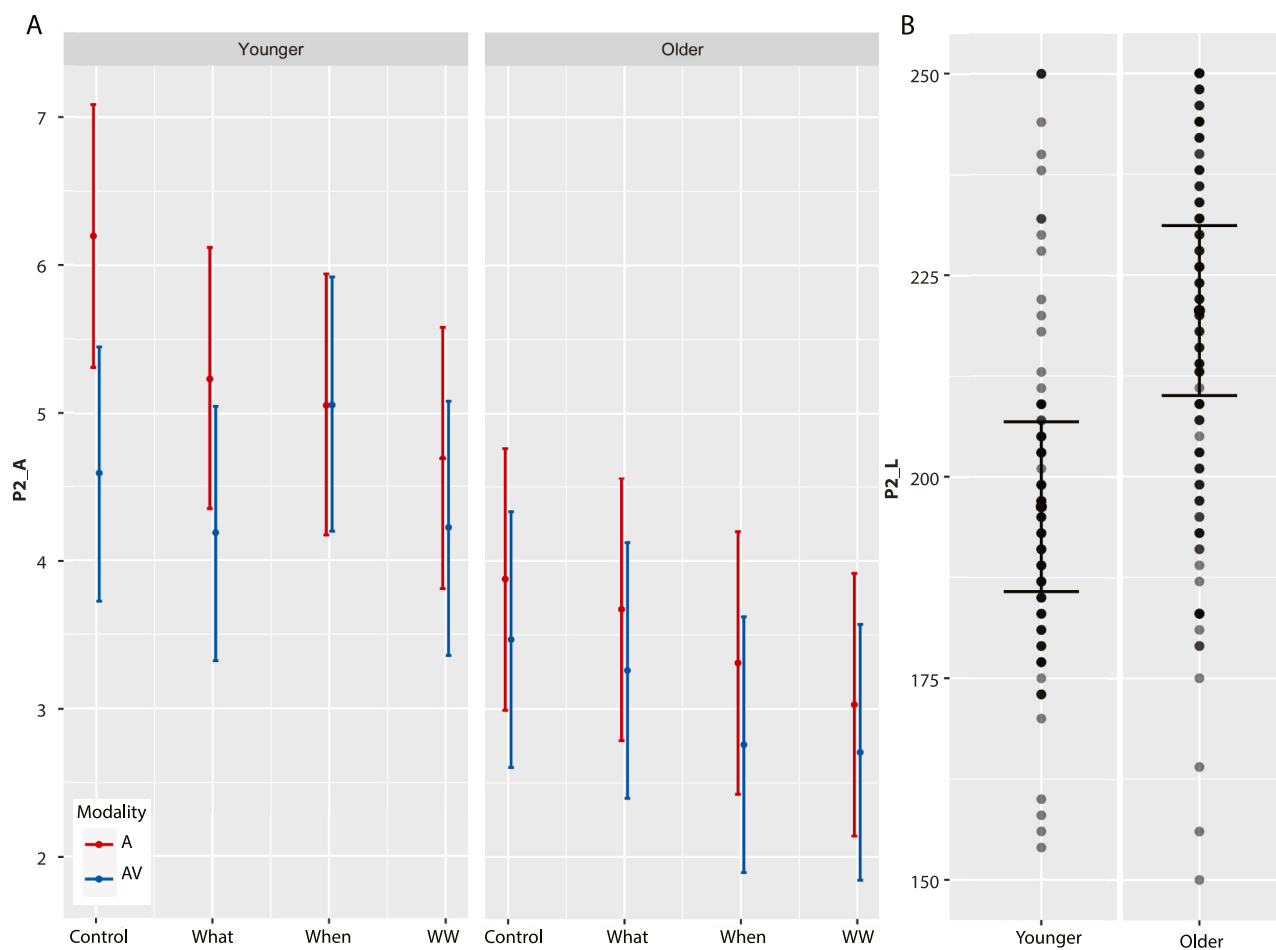 A
Younger
Older
7
6
5
4
3
2
P2_A
Modality
A
AV
Control
What
When
WW
Control
What
When
WW
B
250
225
200
175
150
P2_L
Younger
Older